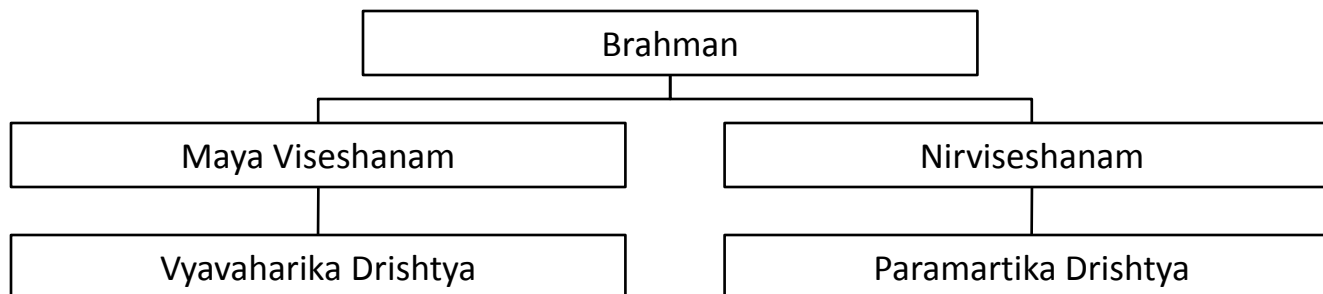 Brahman
Maya Viseshanam
Nirviseshanam
Vyavaharika Drishtya
Paramartika Drishtya